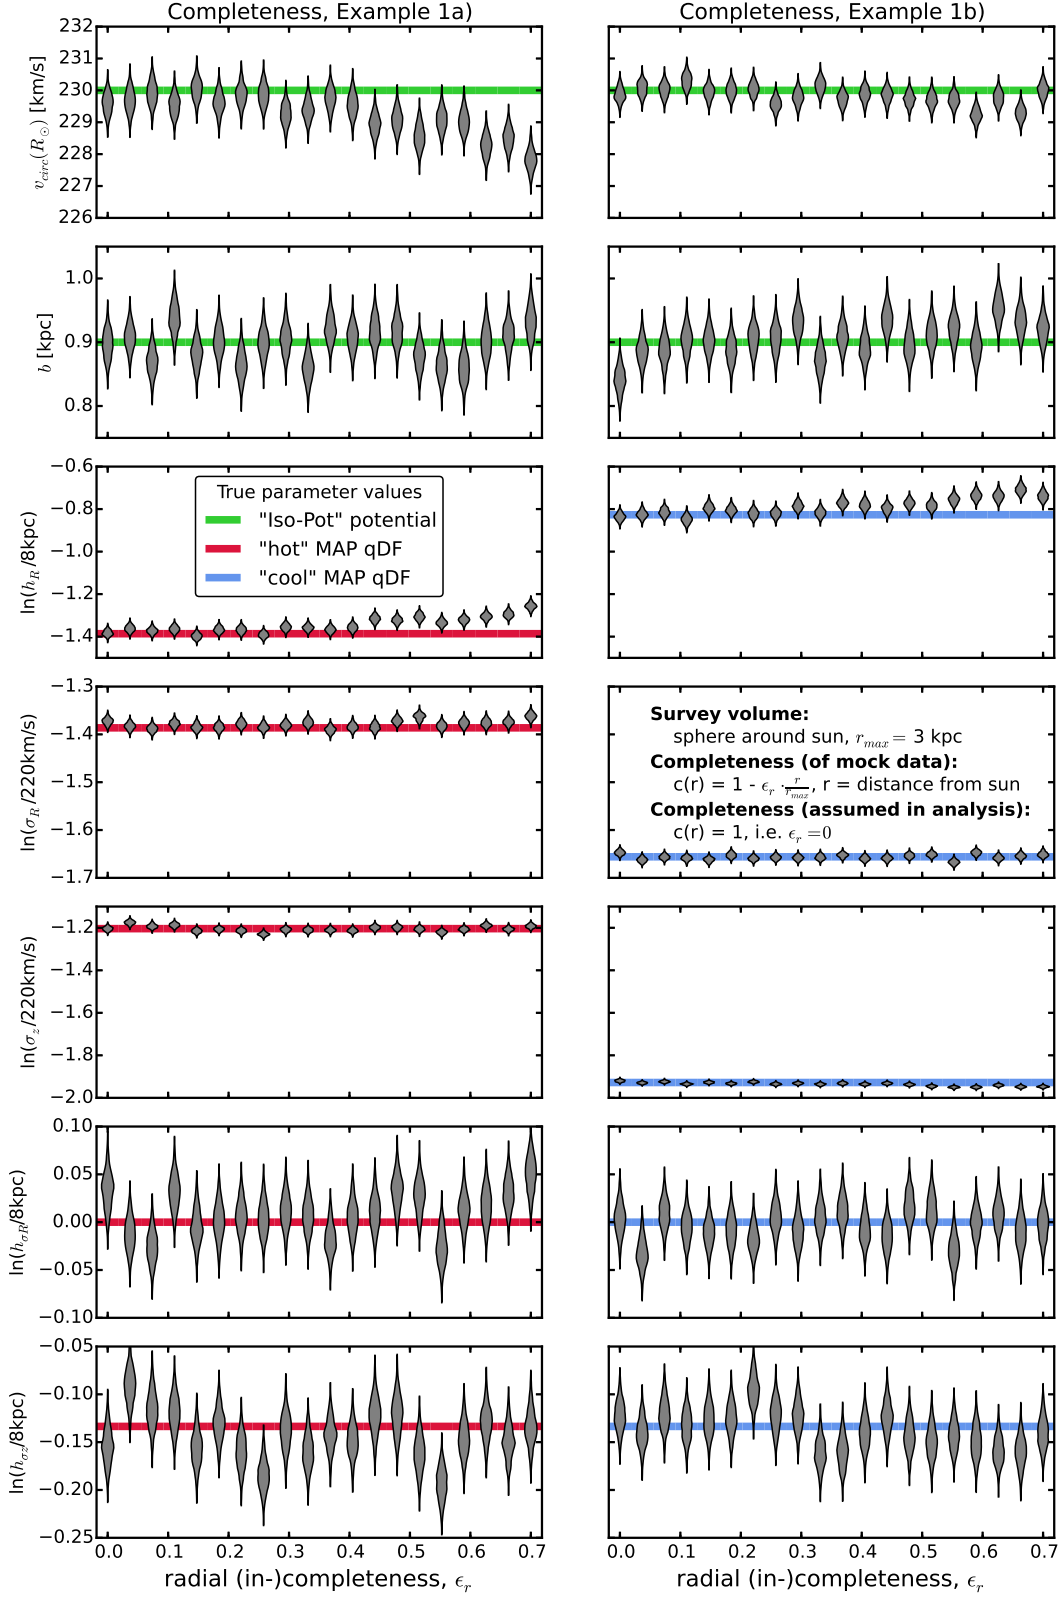 Completeness, Example 1a)
Completeness, Example 1b)
232
231
230
229
228
227
226
v_circ(R_⊙) [km/s]
1.0
0.9
0.8
b [kpc]
−0.6
−0.8
−1.0
−1.2
−1.4
ln(h_R/8kpc)
True parameter values
"Iso-Pot" potential
"hot" MAP qDF
"cool" MAP qDF
−1.3
−1.4
−1.5
−1.6
−1.7
ln(σ_R/220km/s)
Survey volume:
sphere around sun, r_max = 3 kpc
Completeness (of mock data):
c(r) = 1 - ϵ_r · r/r_max, r = distance from sun
Completeness (assumed in analysis):
c(r) = 1, i.e. ϵ_r = 0
−1.2
−1.4
−1.6
−1.8
−2.0
ln(σ_z/220km/s)
0.10
0.05
0.00
−0.05
−0.10
ln(h_σR/8kpc)
−0.05
−0.10
−0.15
−0.20
−0.25
ln(h_σz/8kpc)
0.0 0.1 0.2 0.3 0.4 0.5 0.6 0.7
radial (in-)completeness, ϵ_r
0.0 0.1 0.2 0.3 0.4 0.5 0.6 0.7
radial (in-)completeness, ϵ_r